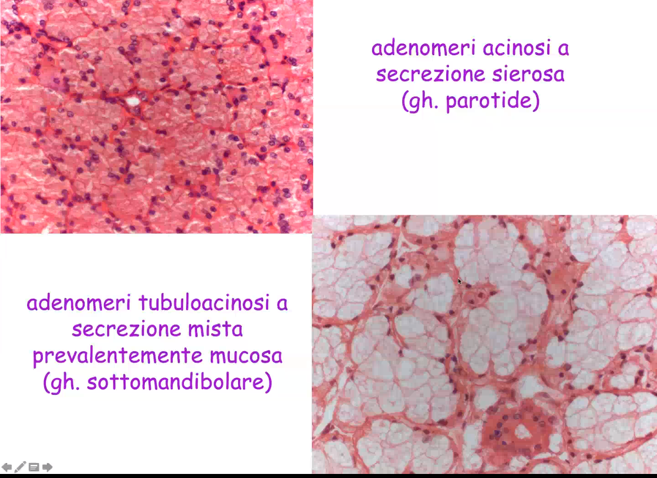 adenomeri acinosi a
secrezione sierosa
(gh. parotide)
adenomeri tubuloacinosi a
secrezione mista
prevalentemente mucosa
(gh. sottomandibolare)